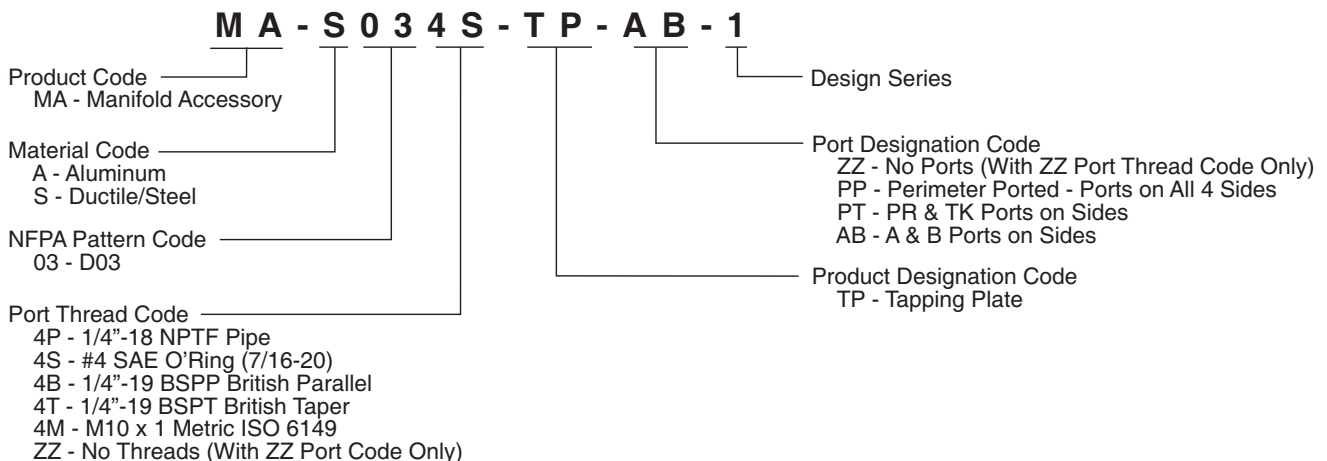 MA-S034S-TP-AB-1
Product Code
MA - Manifold Accessory
Material Code
A - Aluminum
S - Ductile/Steel
NFPA Pattern Code
03 - D03
Port Thread Code
4P - 1/4”-18 NPTF Pipe
4S - #4 SAE O’Ring (7/16-20)
4B - 1/4”-19 BSPP British Parallel
4T - 1/4”-19 BSPT British Taper
4M - M10 x 1 Metric ISO 6149
ZZ - No Threads (With ZZ Port Code Only)
Design Series
Port Designation Code
ZZ - No Ports (With ZZ Port Thread Code Only)
PP - Perimeter Ported - Ports on All 4 Sides
PT - PR & TK Ports on Sides
AB - A & B Ports on Sides
Product Designation Code
TP - Tapping Plate